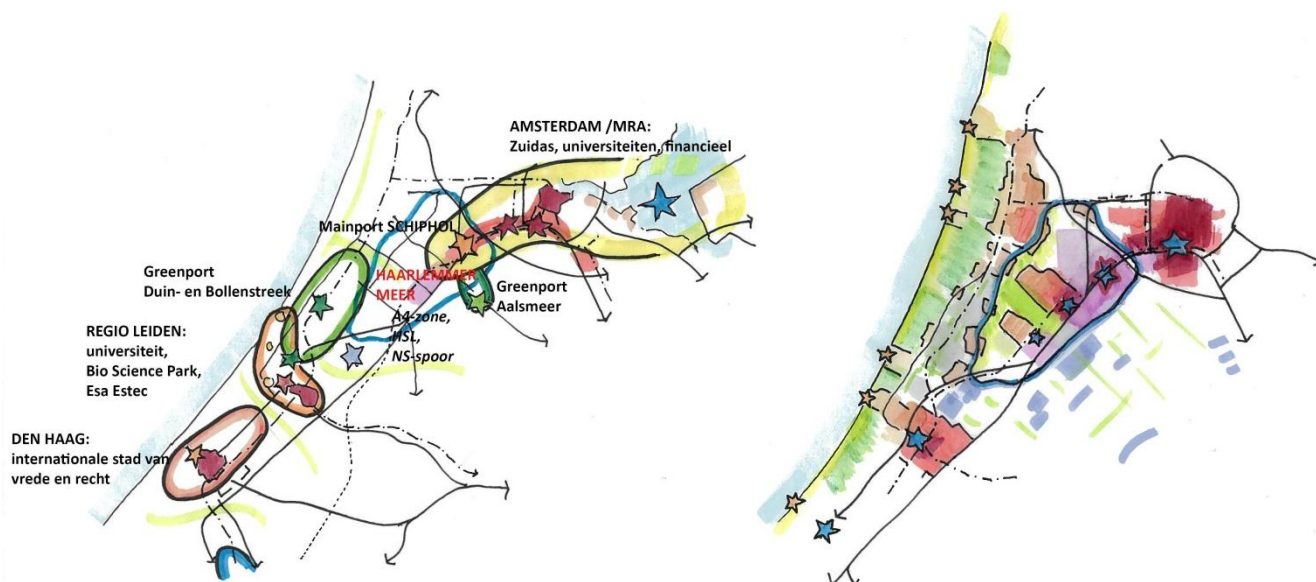 AMSTERDAM /MRA:
Zuidas, universiteiten, financieel
Mainport SCHIPHOL
Greenport
Duin- en Bollenstreek
HAARLEMMER
MEER
Greenport
Aalsmeer
A4-zone,
HSL,
NS-spoor
REGIO LEIDEN:
universiteit,
Bio Science Park,
Esa Estec
DEN HAAG:
internationale stad van
vrede en recht